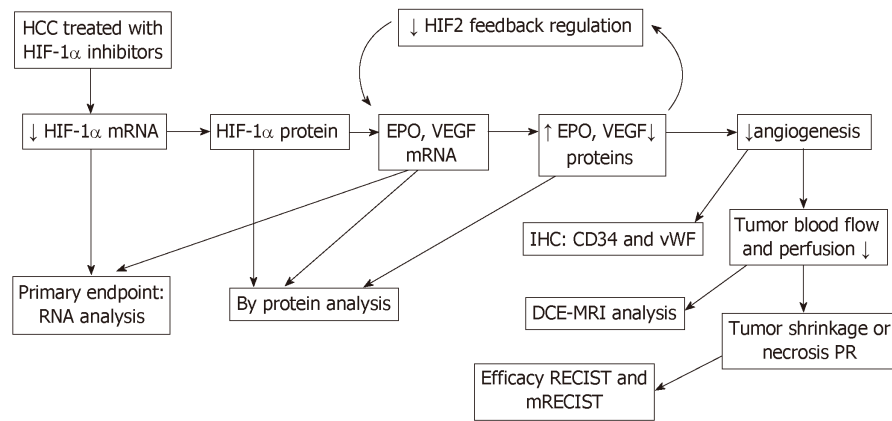 HCC treated with
HIF-1α inhibitors
↓ HIF2 feedback regulation
↓ HIF-1α mRNA
HIF-1α protein
EPO, VEGF
mRNA
↑ EPO, VEGF↓
proteins
↓angiogenesis
IHC: CD34 and vWF
Tumor blood flow
and perfusion ↓
Primary endpoint:
RNA analysis
By protein analysis
DCE-MRI analysis
Tumor shrinkage or
necrosis PR
Efficacy RECIST and
mRECIST